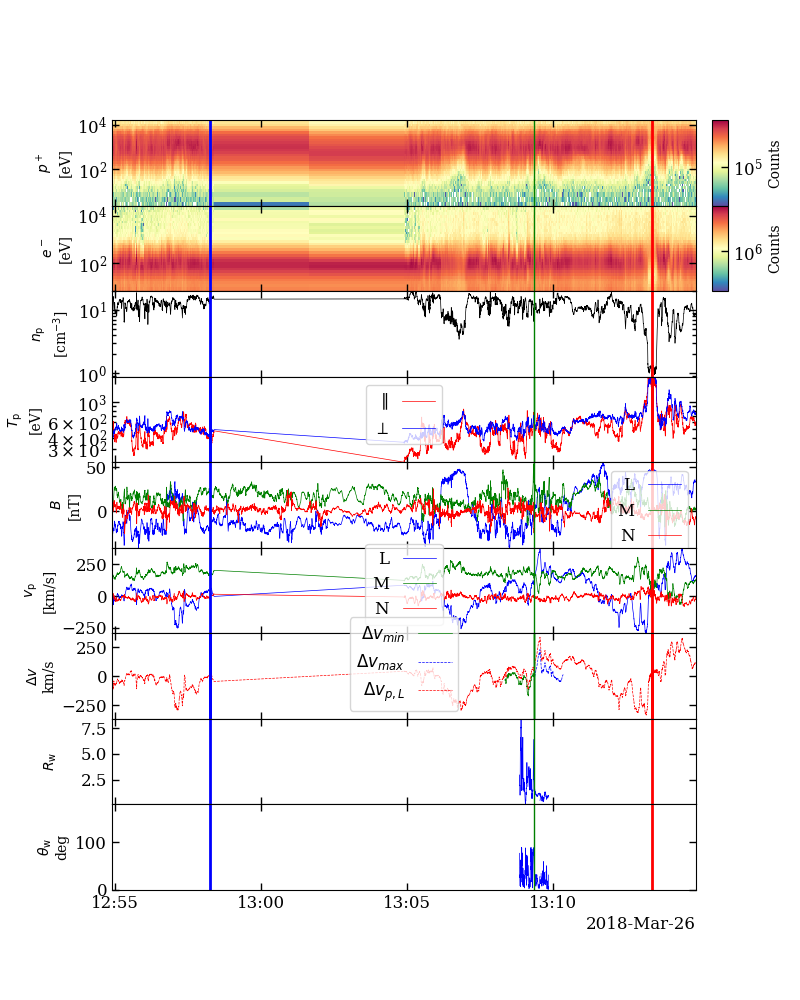 10⁴
10²
p⁺
[eV]
10⁵
Counts
10⁴
10²
e⁻
[eV]
10⁶
Counts
10¹
10⁰
nₚ
[cm⁻³]
10³
6 × 10²
4 × 10²
3 × 10²
Tₚ
[eV]
∥
⊥
50
0
B
[nT]
L
M
N
250
0
−250
vₚ
[km/s]
L
M
N
250
0
−250
Δv
km/s
Δv_min
Δv_max
Δv_p,L
7.5
5.0
2.5
R_w
100
0
θ_w
deg
12:55
13:00
13:05
13:10
2018-Mar-26